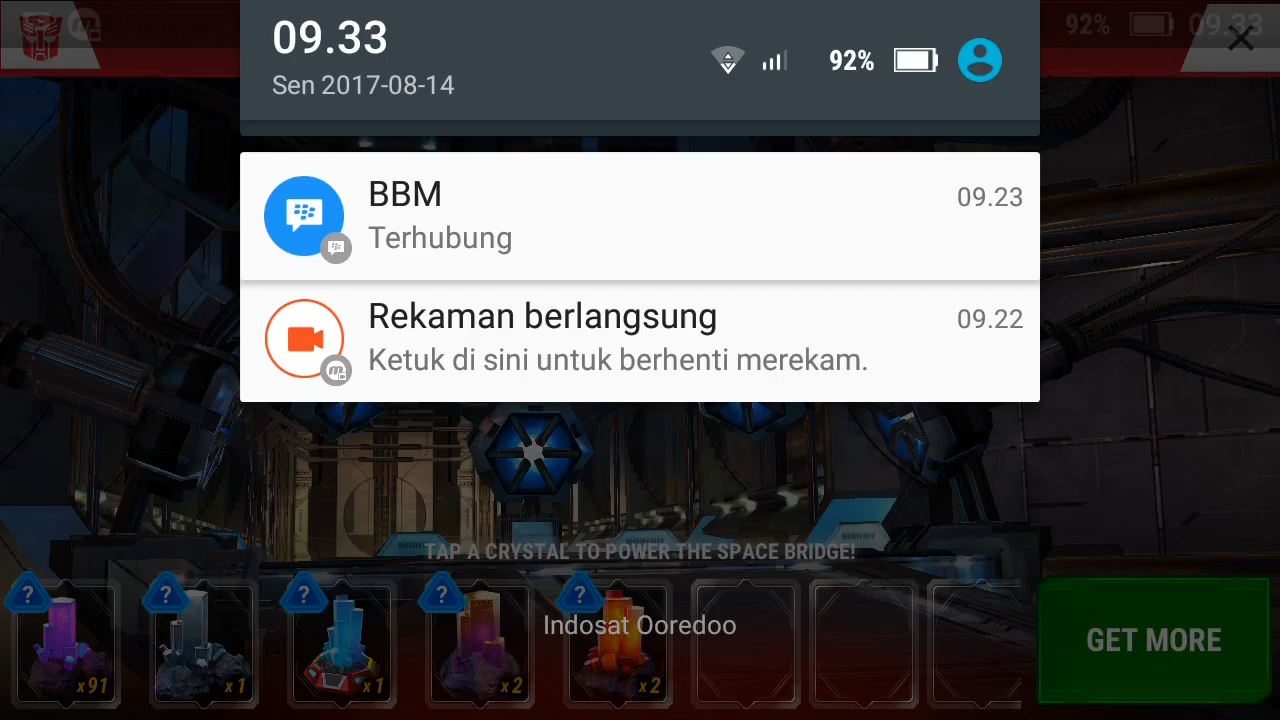 92%
09.33
09.33
Sen 2017-08-14
92%
BBM
09.23
Terhubung
Rekaman berlangsung
09.22
Ketuk di sini untuk berhenti merekam.
TAP A CRYSTAL TO POWER THE SPACE BRIDGE!
?
?
?
?
?
Indosat Ooredoo
GET MORE
x91
x1
x1
x2
x2